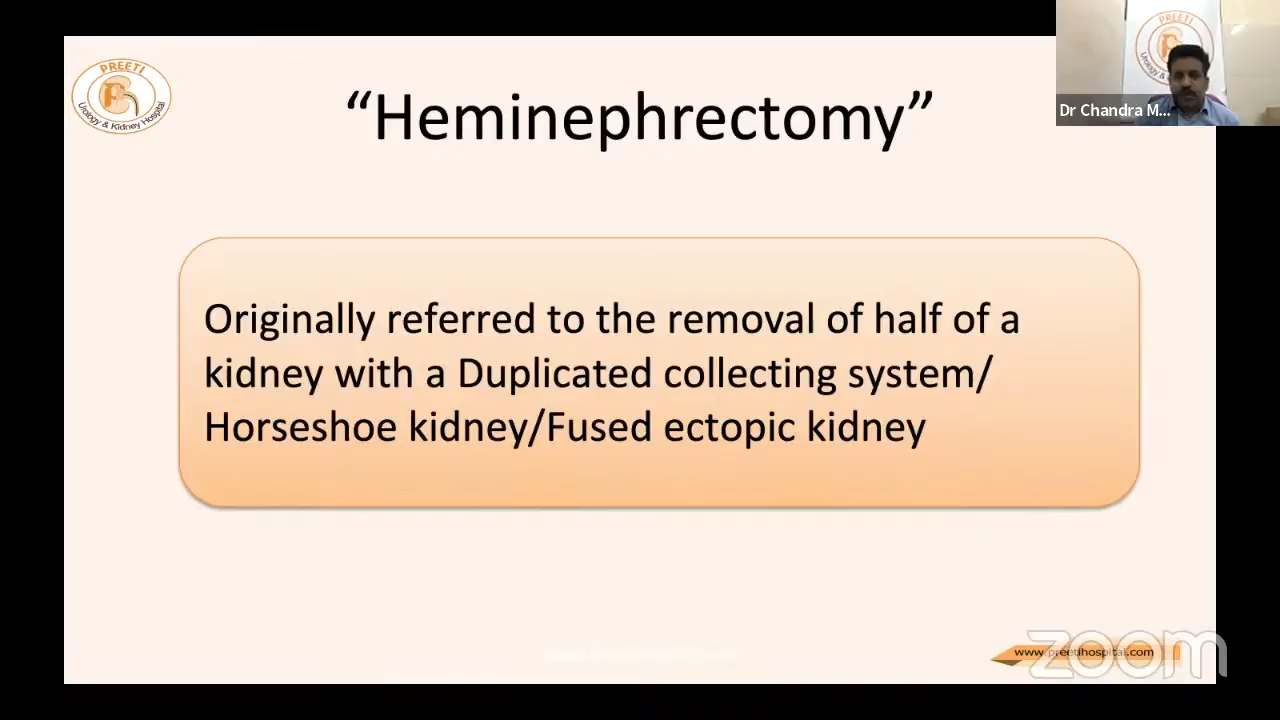 PREETI
Urology & Kidney Hospital
“Heminephrectomy”
Dr Chandra M...
Originally referred to the removal of half of a
kidney with a Duplicated collecting system/
Horseshoe kidney/Fused ectopic kidney
www.preetihospital.com
zoom